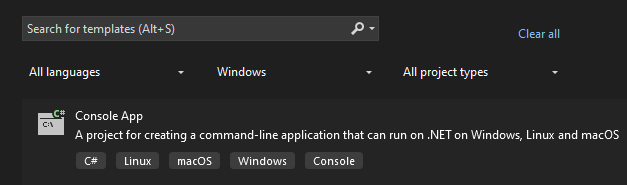 Search for templates (Alt+S)
Clear all
All languages
Windows
All project types
C#
C:\
Console App
A project for creating a command-line application that can run on .NET on Windows, Linux and macOS
C#
Linux
macOS
Windows
Console